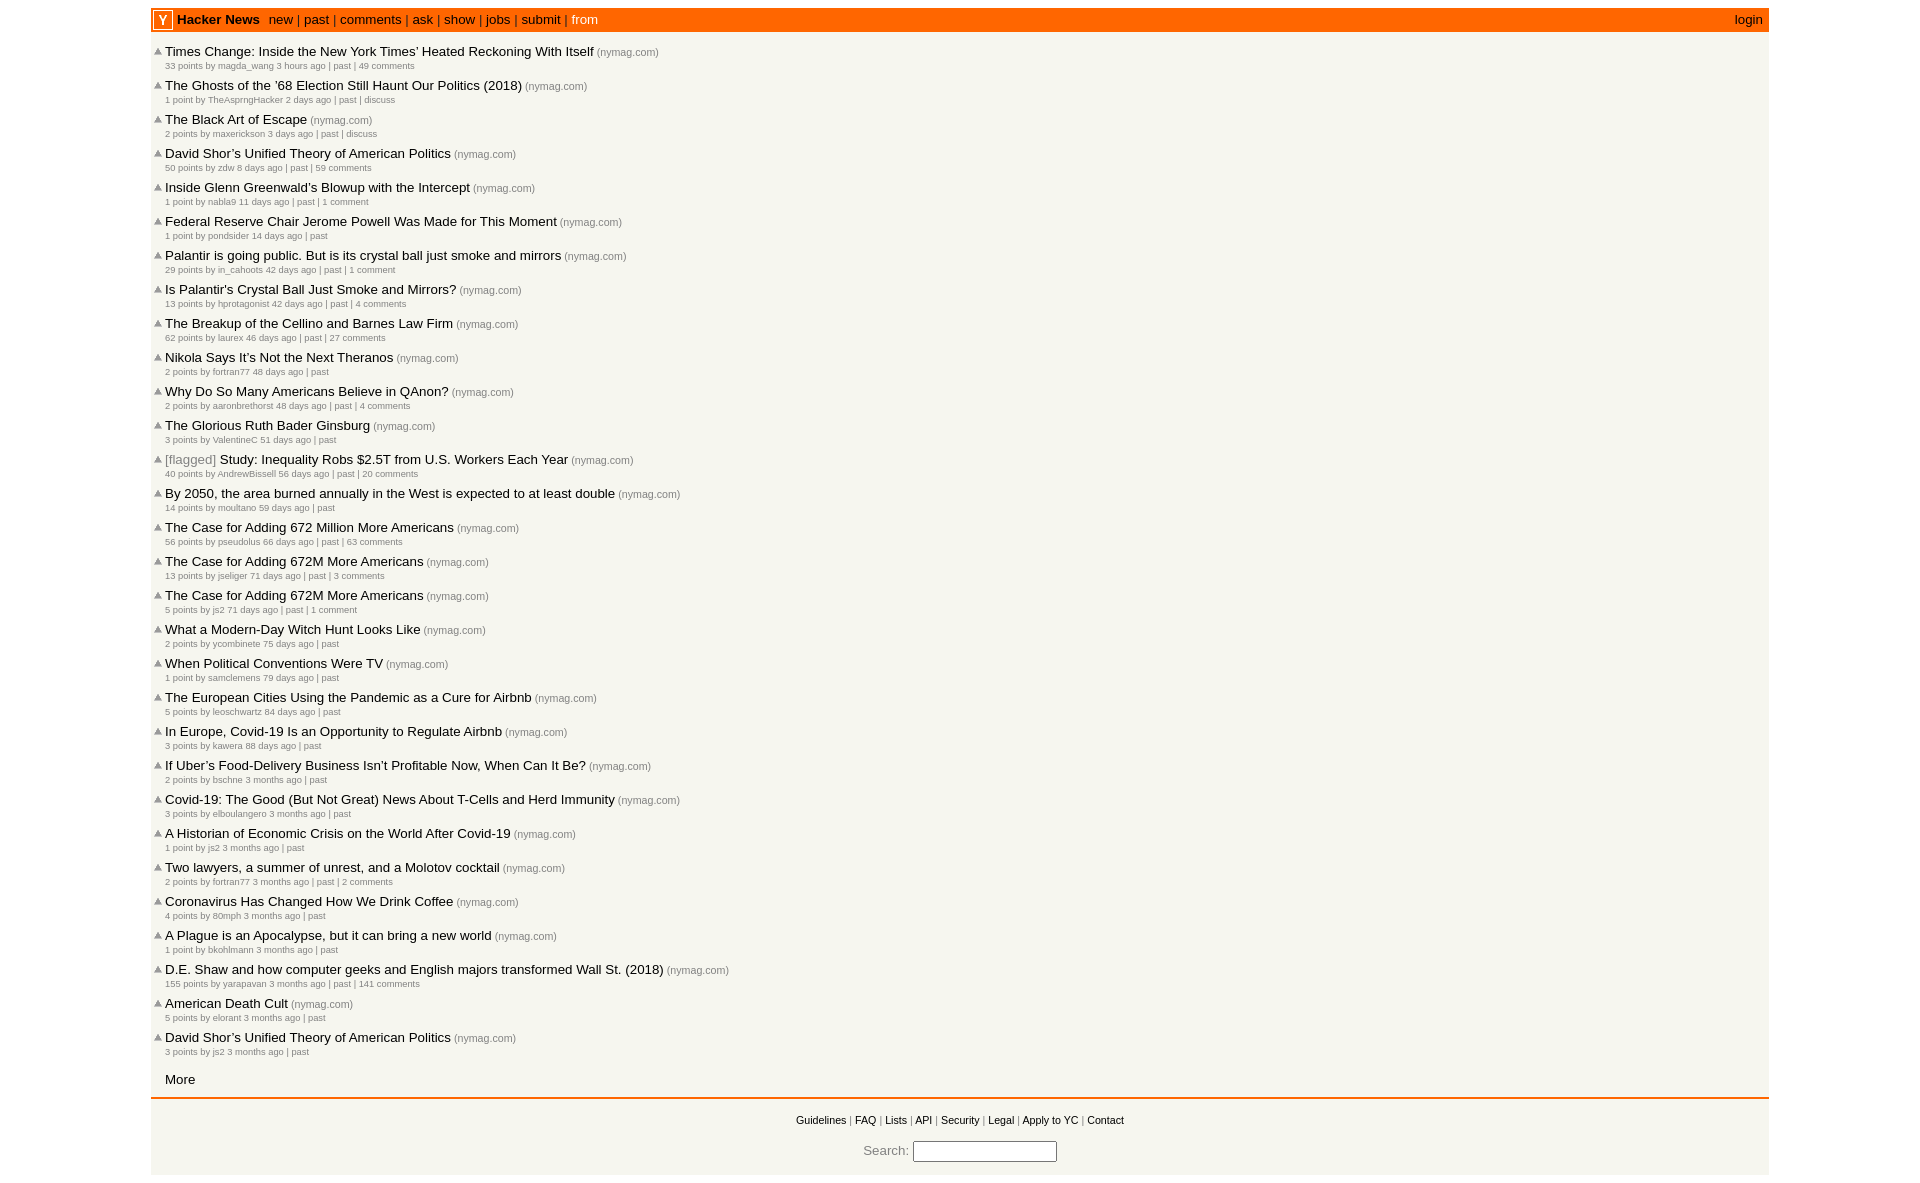 Y Hacker News new | past | comments | ask | show | jobs | submit | from login
Times Change: Inside the New York Times’ Heated Reckoning With Itself (nymag.com)
33 points by magda_wang 3 hours ago | past | 49 comments
The Ghosts of the ’68 Election Still Haunt Our Politics (2018) (nymag.com)
1 point by TheAsprngHacker 2 days ago | past | discuss
The Black Art of Escape (nymag.com)
2 points by maxerickson 3 days ago | past | discuss
David Shor’s Unified Theory of American Politics (nymag.com)
50 points by zdw 8 days ago | past | 59 comments
Inside Glenn Greenwald’s Blowup with the Intercept (nymag.com)
1 point by nabla9 11 days ago | past | 1 comment
Federal Reserve Chair Jerome Powell Was Made for This Moment (nymag.com)
1 point by pondsider 14 days ago | past
Palantir is going public. But is its crystal ball just smoke and mirrors (nymag.com)
29 points by in_cahoots 42 days ago | past | 1 comment
Is Palantir's Crystal Ball Just Smoke and Mirrors? (nymag.com)
13 points by hprotagonist 42 days ago | past | 4 comments
The Breakup of the Cellino and Barnes Law Firm (nymag.com)
62 points by laurex 46 days ago | past | 27 comments
Nikola Says It’s Not the Next Theranos (nymag.com)
2 points by fortran77 48 days ago | past
Why Do So Many Americans Believe in QAnon? (nymag.com)
2 points by aaronbrethorst 48 days ago | past | 4 comments
The Glorious Ruth Bader Ginsburg (nymag.com)
3 points by ValentineC 51 days ago | past
[flagged] Study: Inequality Robs $2.5T from U.S. Workers Each Year (nymag.com)
40 points by AndrewBissell 56 days ago | past | 20 comments
By 2050, the area burned annually in the West is expected to at least double (nymag.com)
14 points by moultano 59 days ago | past
The Case for Adding 672 Million More Americans (nymag.com)
56 points by pseudolus 66 days ago | past | 63 comments
The Case for Adding 672M More Americans (nymag.com)
13 points by jseliger 71 days ago | past | 3 comments
The Case for Adding 672M More Americans (nymag.com)
5 points by js2 71 days ago | past | 1 comment
What a Modern-Day Witch Hunt Looks Like (nymag.com)
2 points by ycombinete 75 days ago | past
When Political Conventions Were TV (nymag.com)
1 point by samclemens 79 days ago | past
The European Cities Using the Pandemic as a Cure for Airbnb (nymag.com)
5 points by leoschwartz 84 days ago | past
In Europe, Covid-19 Is an Opportunity to Regulate Airbnb (nymag.com)
3 points by kawera 88 days ago | past
If Uber’s Food-Delivery Business Isn’t Profitable Now, When Can It Be? (nymag.com)
2 points by bschne 3 months ago | past
Covid-19: The Good (But Not Great) News About T-Cells and Herd Immunity (nymag.com)
3 points by elboulangero 3 months ago | past
A Historian of Economic Crisis on the World After Covid-19 (nymag.com)
1 point by js2 3 months ago | past
Two lawyers, a summer of unrest, and a Molotov cocktail (nymag.com)
2 points by fortran77 3 months ago | past | 2 comments
Coronavirus Has Changed How We Drink Coffee (nymag.com)
4 points by 80mph 3 months ago | past
A Plague is an Apocalypse, but it can bring a new world (nymag.com)
1 point by bkohlmann 3 months ago | past
D.E. Shaw and how computer geeks and English majors transformed Wall St. (2018) (nymag.com)
155 points by yarapavan 3 months ago | past | 141 comments
American Death Cult (nymag.com)
5 points by elorant 3 months ago | past
David Shor’s Unified Theory of American Politics (nymag.com)
3 points by js2 3 months ago | past
More
Guidelines | FAQ | Lists | API | Security | Legal | Apply to YC | Contact
Search: